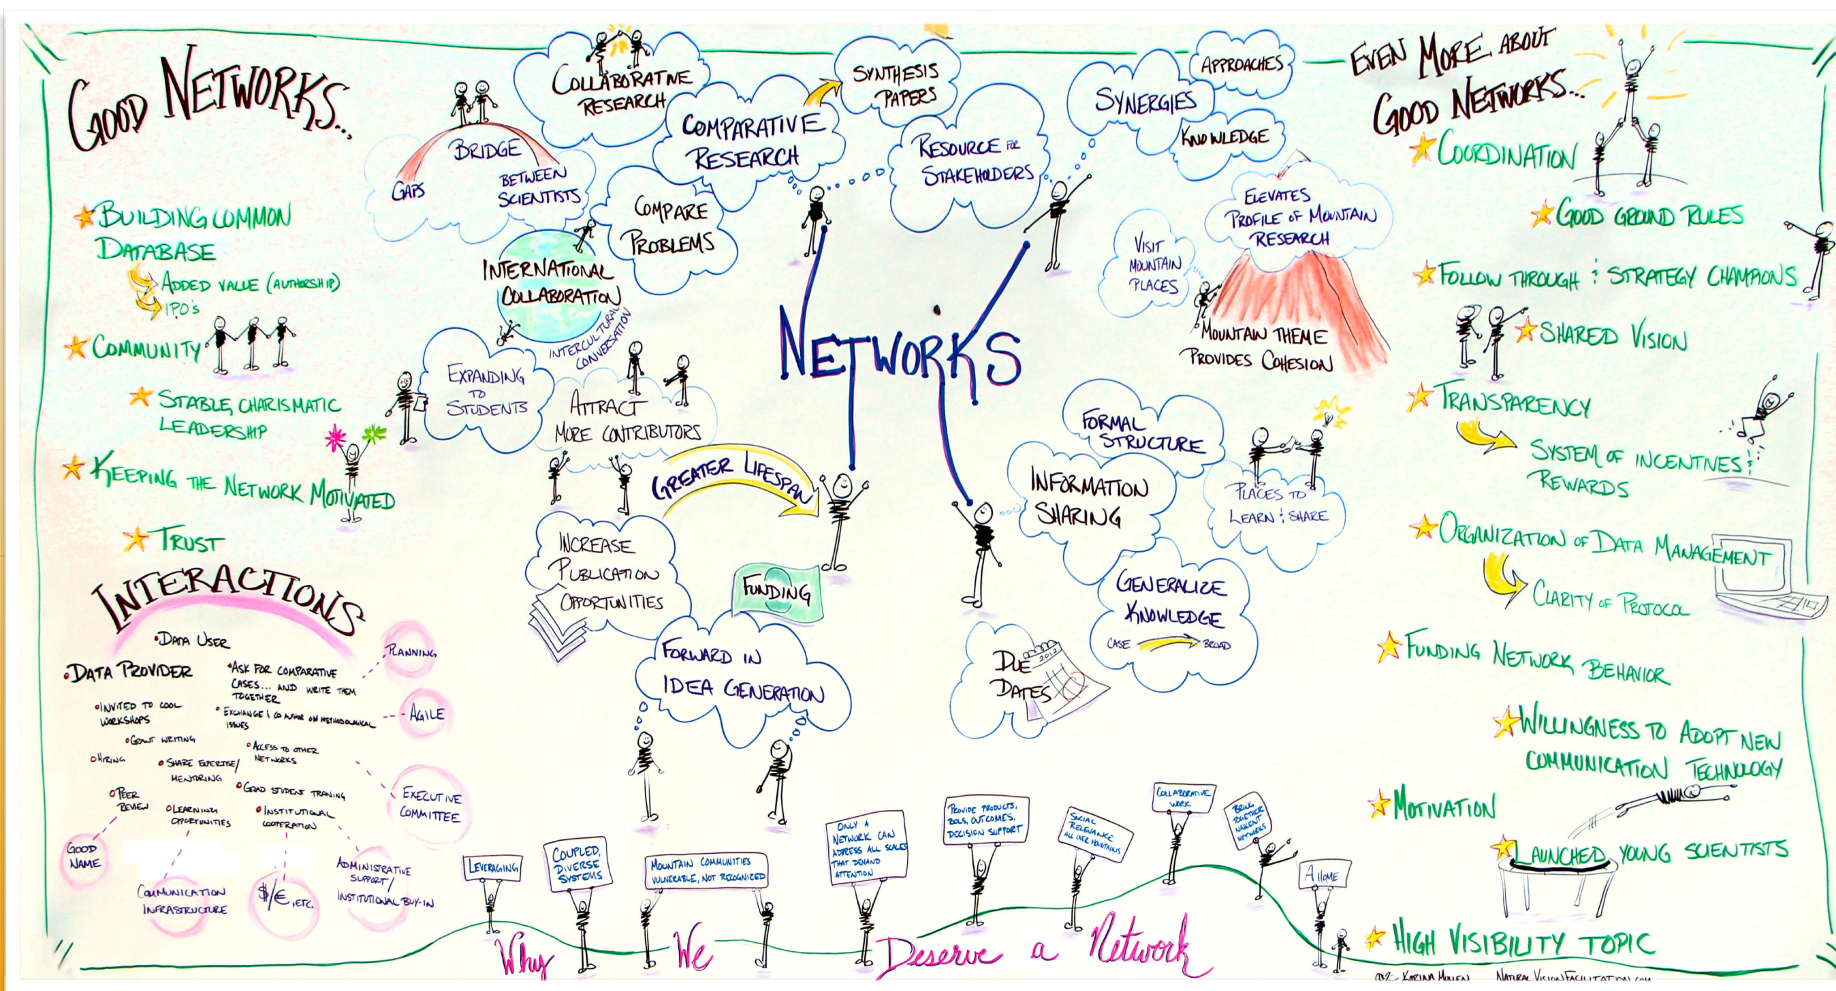 GOOD NETWORKS...
★ BUILDING COMMON
DATABASE
ADDED VALUE (AUTHORSHIP)
IPO'S
★ COMMUNITY
★ STABLE, CHARISMATIC
LEADERSHIP
★ KEEPING THE NETWORK MOTIVATED
★ TRUST
INTERACTIONS
• DATA USER
• DATA PROVIDER
• ASK FOR COMPARATIVE
CASES... AND WRITE THEM
TOGETHER
• INVITED TO COOL
WORKSHOPS
• EXCHANGE & CO AUTHOR ON METHODOLOGICAL
ISSUES
• GRANT WRITING
• ACCESS TO OTHER
NETWORKS
• HIRING
• SHARE EXPERTISE/
MENTORING
• GRAD STUDENT TRANING
• PEER
REVIEW
• LEARNING
OPPORTUNITIES
• INSTITUTIONAL
COOPERATION
PLANNING
AGILE
EXECUTIVE
COMMITTEE
GOOD
NAME
COMMUNICATION
INFRASTRUCTURE
$/€, ETC.
ADMINISTRATIVE
SUPPORT/
INSTITUTIONAL BUY-IN
COLLABORATIVE
RESEARCH
BRIDGE
GAPS
BETWEEN
SCIENTISTS
COMPARATIVE
RESEARCH
SYNTHESIS
PAPERS
COMPARE
PROBLEMS
INTERNATIONAL
COLLABORATION
INTERCULTURAL
CONVERSATION
EXPANDING
TO
STUDENTS
ATTRACT
MORE CONTRIBUTORS
GREATER LIFESPAN
INCREASE
PUBLICATION
OPPORTUNITIES
FUNDING
FORWARD IN
IDEA GENERATION
RESOURCE FOR
STAKEHOLDERS
SYNERGIES
APPROACHES
KNOWLEDGE
NETWORKS
ELEVATES
PROFILE OF MOUNTAIN
RESEARCH
VISIT
MOUNTAIN
PLACES
MOUNTAIN THEME
PROVIDES COHESION
FORMAL
STRUCTURE
INFORMATION
SHARING
PLACES TO
LEARN & SHARE
GENERALIZE
KNOWLEDGE
CASE
BROAD
DUE
DATES
2012
EVEN MORE ABOUT
GOOD NETWORKS...
★ COORDINATION
★ GOOD GROUND RULES
★ FOLLOW THROUGH & STRATEGY CHAMPIONS
★ SHARED VISION
★ TRANSPARENCY
SYSTEM OF INCENTIVES &
REWARDS
★ ORGANIZATION OF DATA MANAGEMENT
CLARITY OF PROTOCOL
★ FUNDING NETWORK BEHAVIOR
★ WILLINGNESS TO ADOPT NEW
COMMUNICATION TECHNOLOGY
★ MOTIVATION
★ LAUNCHED YOUNG SCIENTISTS
★ HIGH VISIBILITY TOPIC
LEVERAGING
COUPLED,
DIVERSE
SYSTEMS
MOUNTAIN COMMUNITIES
VULNERABLE, NOT RECOGNIZED
ONLY A
NETWORK CAN
ADRESS ALL SCALES
THAT DEMAND
ATTENTION
PROVIDE PRODUCTS,
TOOLS, OUTCOMES,
DECISION SUPPORT
SOCIAL
RELEVANCE
ALL OVER MOUNTAINS
COLLABORATIVE
WORK
BRING
TOGETHER
NASCENT
NETWORKS
A HOME
Why We Deserve a Network
KARINA MULLEN NATURALVISIONFACILITATION.COM